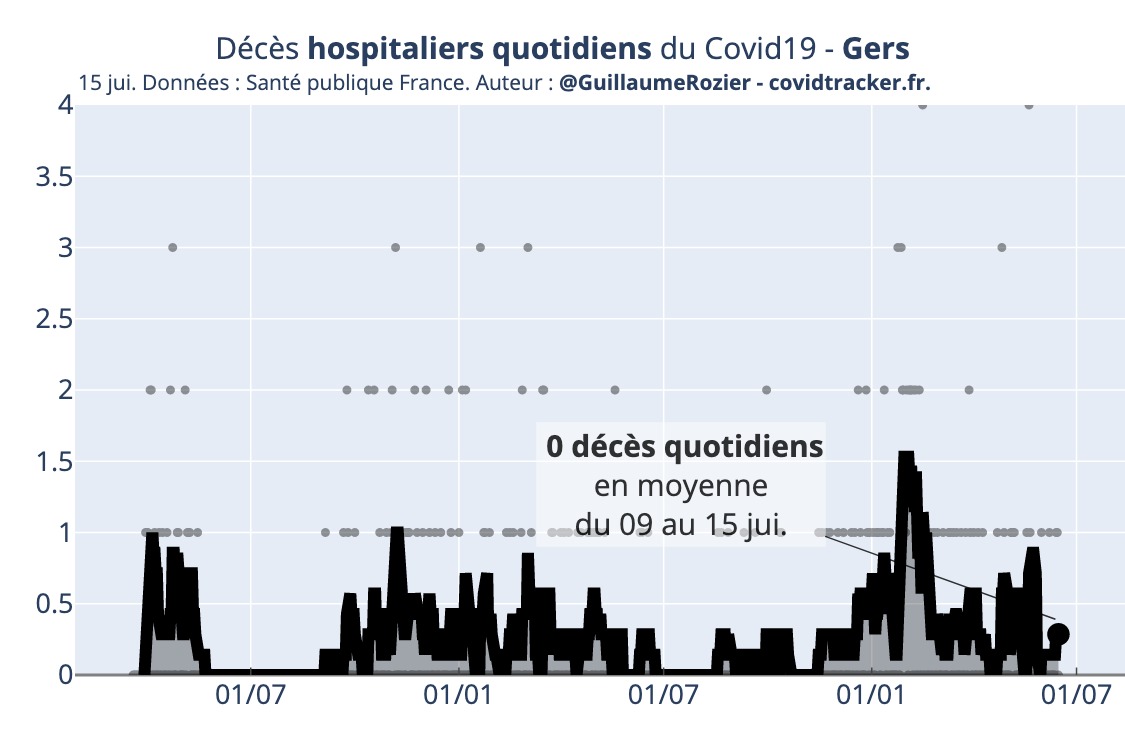 Décès hospitaliers quotidiens du Covid19 - Gers
15 jui. Données : Santé publique France. Auteur : @GuillaumeRozier - covidtracker.fr.
4
3.5
3
2.5
2
1.5
1
0.5
0
0 décès quotidiens
en moyenne
du 09 au 15 jui.
01/07 01/01 01/07 01/01 01/07